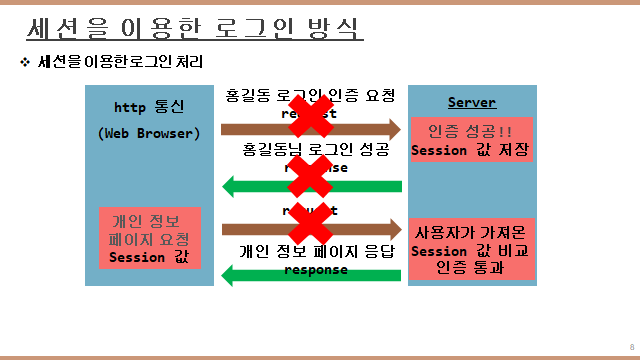 세션을 이용한 로그인 방식
세션을 이용한 로그인 처리
http 통신
(Web Browser)
홍길동 로그인 인증 요청
Server
인증 성공!!
Session 값 저장
홍길동님 로그인 성공
개인 정보
페이지 요청
Session 값
사용자가 가져온
Session 값 비교
인증 통과
개인 정보 페이지 응답
response
8